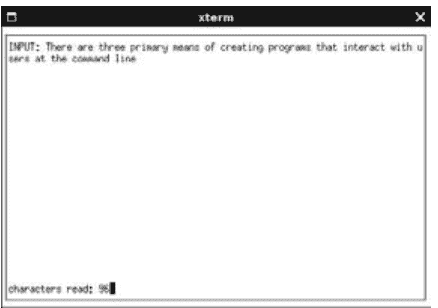 xterm
INPUT: There are three primary means of creating programs that interact with u
sers at the command line
characters read: 95